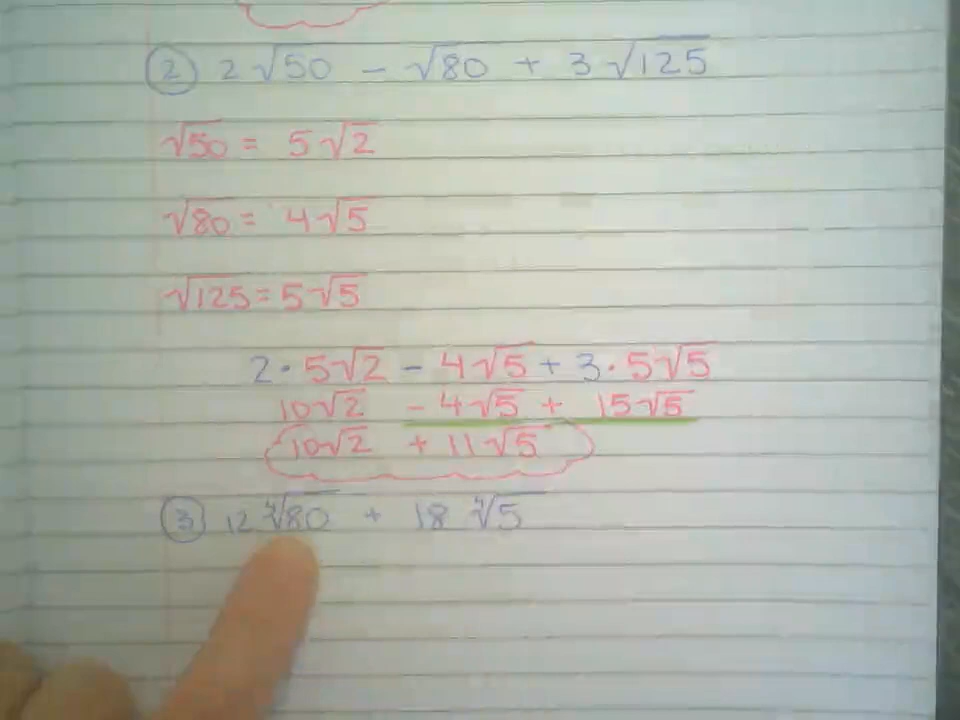 ② 2√50 - √80 + 3√125
√50 = 5√2
√80 = 4√5
√125 = 5√5
2 · 5√2 - 4√5 + 3 · 5√5
10√2 - 4√5 + 15√5
10√2 + 11√5
③ 12 ∜80 + 18 ∜5